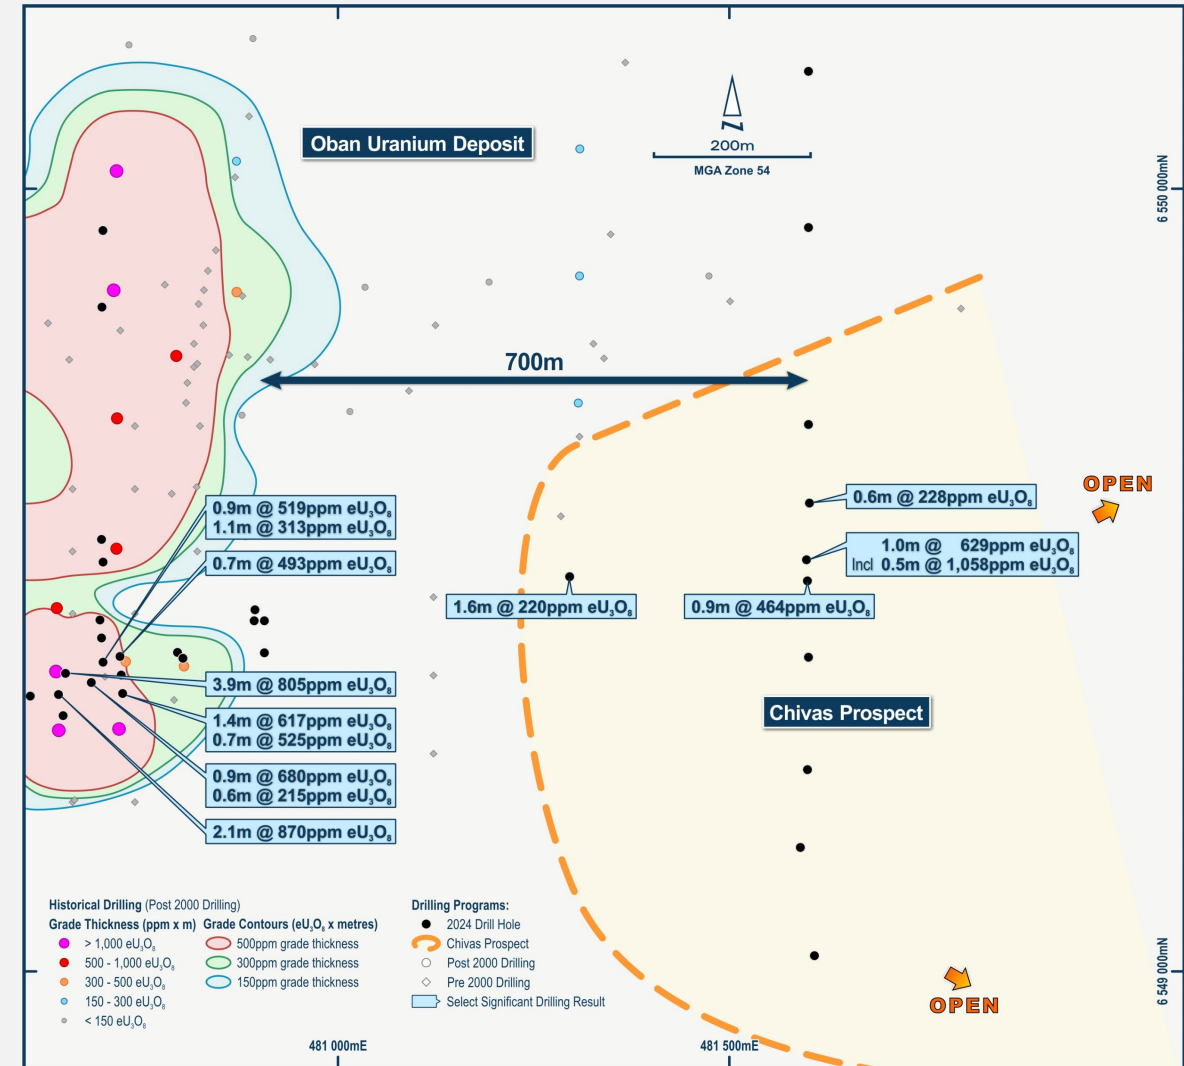 Oban Uranium Deposit
N
200m
MGA Zone 54
6 550 000mN
700m
OPEN
0.9m @ 519ppm eU₃O₈
1.1m @ 313ppm eU₃O₈
0.7m @ 493ppm eU₃O₈
0.6m @ 228ppm eU₃O₈
1.0m @ 629ppm eU₃O₈
Incl 0.5m @ 1,058ppm eU₃O₈
1.6m @ 220ppm eU₃O₈
0.9m @ 464ppm eU₃O₈
3.9m @ 805ppm eU₃O₈
1.4m @ 617ppm eU₃O₈
0.7m @ 525ppm eU₃O₈
Chivas Prospect
0.9m @ 680ppm eU₃O₈
0.6m @ 215ppm eU₃O₈
2.1m @ 870ppm eU₃O₈
Historical Drilling (Post 2000 Drilling)
Grade Thickness (ppm x m)
> 1,000 eU₃O₈
500 - 1,000 eU₃O₈
300 - 500 eU₃O₈
150 - 300 eU₃O₈
< 150 eU₃O₈
Grade Contours (eU₃O₈ x metres)
500ppm grade thickness
300ppm grade thickness
150ppm grade thickness
Drilling Programs:
2024 Drill Hole
Chivas Prospect
Post 2000 Drilling
Pre 2000 Drilling
Select Significant Drilling Result
OPEN
6 549 000mN
481 000mE
481 500mE